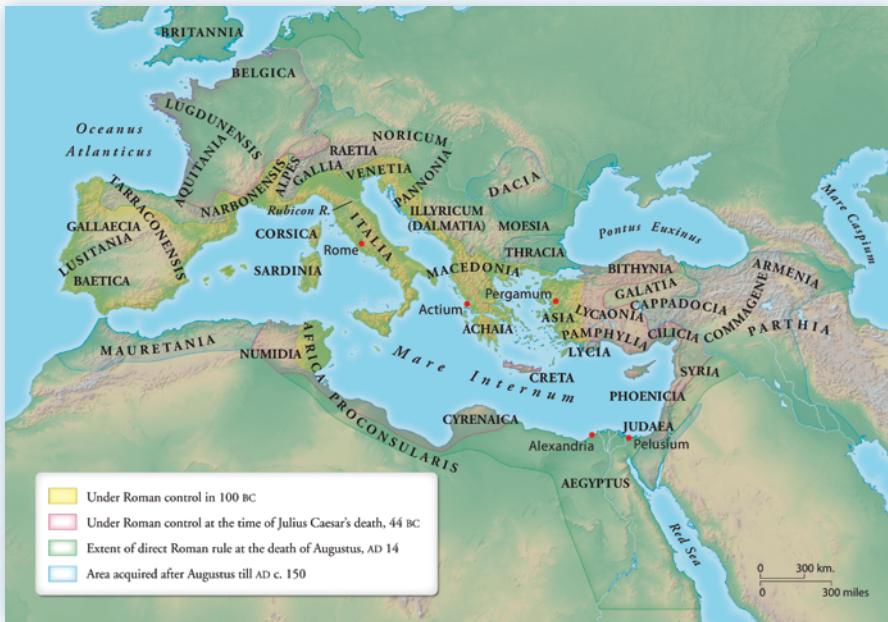 BRITANNIA
BELGICA
LUGDUNENSIS
Oceanus
Atlanticus
AQUITANIA
NARBONENSIS
ALPES
GALLIA
RAETIA
NORICUM
VENETIA
PANNONIA
DACIA
Mare Caspium
TARRACONENSIS
GALLAECIA
LUSITANIA
BAETICA
Rubicon R.
CORSICA
ITALIA
Rome
SARDINIA
ILLYRICUM
(DALMATIA)
MOESIA
Pontus Euxinus
THRACIA
MACEDONIA
BITHYNIA
GALATIA
ARMENIA
Pergamum
CAPPADOCIA
COMMAGENE
Actium
ASIA
LYCAONIA
PARTHIA
ACHAIA
PAMPHYLIA
CILICIA
LYCIA
MAURETANIA
NUMIDIA
AFRICA PROCONSULARIS
Mare Internum
CRETA
SYRIA
PHOENICIA
CYRENAICA
JUDAEA
Alexandria
Pelusium
AEGYPTUS
Red Sea
Under Roman control in 100 BC
Under Roman control at the time of Julius Caesar's death, 44 BC
Extent of direct Roman rule at the death of Augustus, AD 14
Area acquired after Augustus till AD c. 150
0 300 km.
0 300 miles